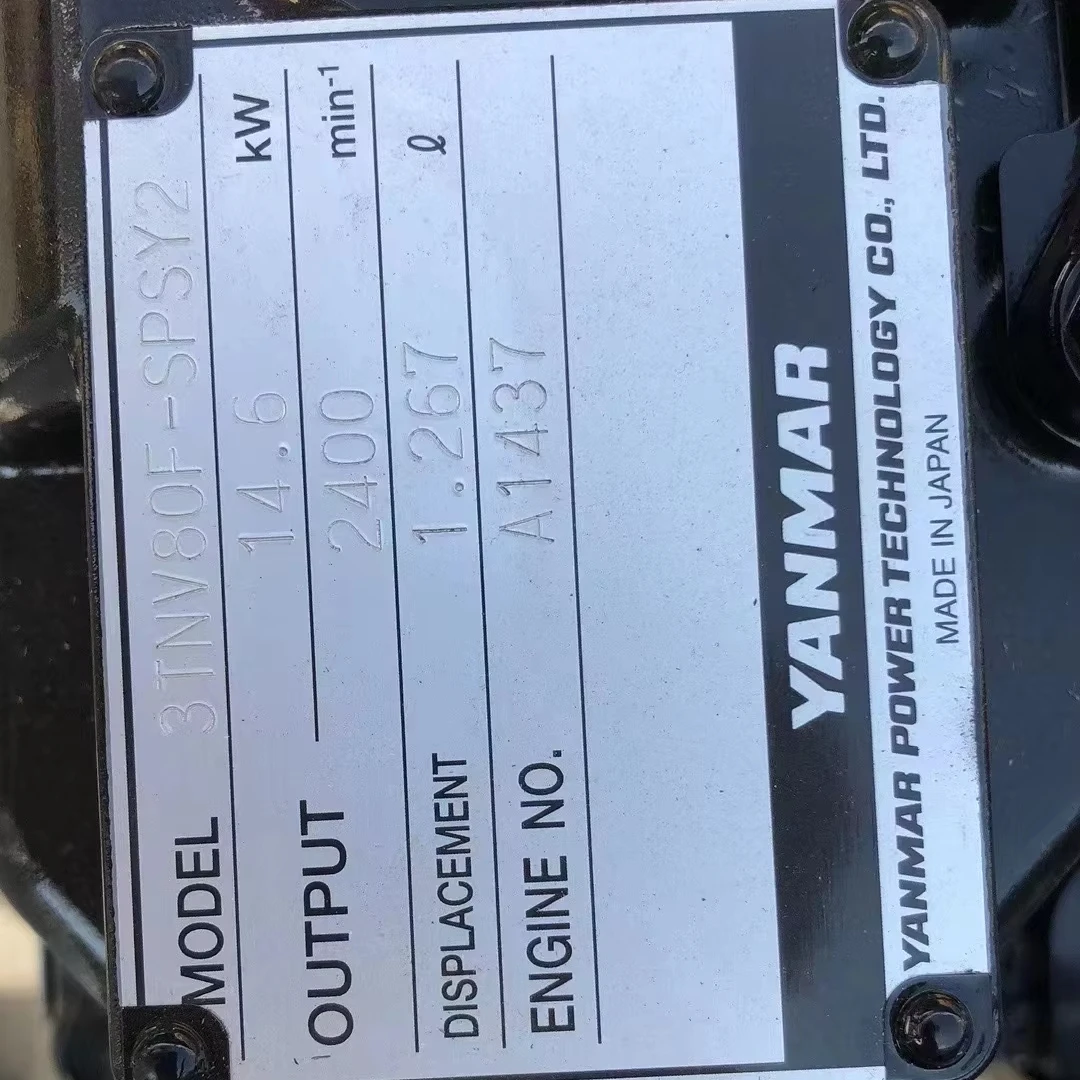 MODEL 3TNV80F-SPSY2
OUTPUT 14.6 kW
2400 min-1
DISPLACEMENT 1.267 ℓ
ENGINE NO. A1437
YANMAR
YANMAR POWER TECHNOLOGY CO., LTD.
MADE IN JAPAN